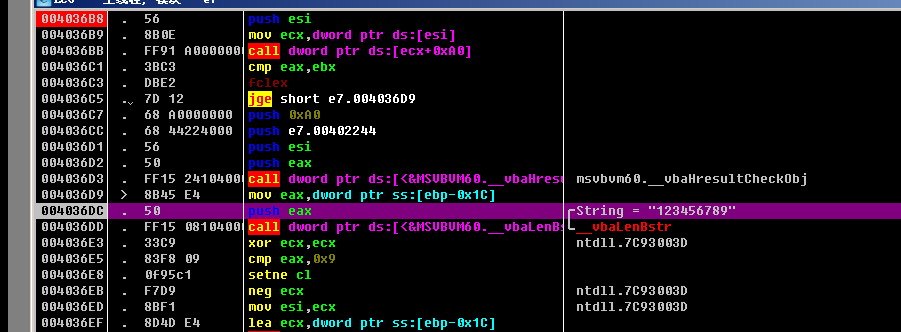 004036B8 . 56 push esi
004036B9 . 8B0E mov ecx,dword ptr ds:[esi]
004036BB . FF91 A0000000 call dword ptr ds:[ecx+0xA0]
004036C1 . 3BC3 cmp eax,ebx
004036C3 . DBE2 fclex
004036C5 .⌄ 7D 12 jge short e7.004036D9
004036C7 . 68 A0000000 push 0xA0
004036CC . 68 44224000 push e7.00402244
004036D1 . 56 push esi
004036D2 . 50 push eax
004036D3 . FF15 24104000 call dword ptr ds:[<&MSVBVM60.__vbaHresu msvbvm60.__vbaHresultCheckObj
004036D9 > 8B45 E4 mov eax,dword ptr ss:[ebp-0x1C]
004036DC . 50 push eax String = "123456789"
004036DD . FF15 08104000 call dword ptr ds:[<&MSVBVM60.__vbaLenBs __vbaLenBstr
004036E3 . 33C9 xor ecx,ecx ntdll.7C93003D
004036E5 . 83F8 09 cmp eax,0x9
004036E8 . 0F95c1 setne cl
004036EB . F7D9 neg ecx ntdll.7C93003D
004036ED . 8BF1 mov esi,ecx ntdll.7C93003D
004036EF . 8D4D E4 lea ecx,dword ptr ss:[ebp-0x1C]